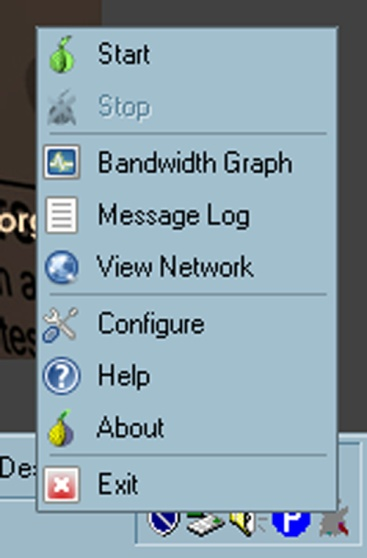 Start
Stop
Bandwidth Graph
Message Log
View Network
Configure
Help
About
Exit
P